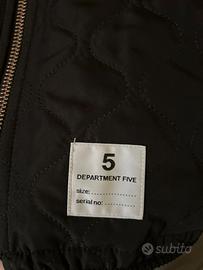 5
DEPARTMENT FIVE
size: ....................
serial no: ...............
subito